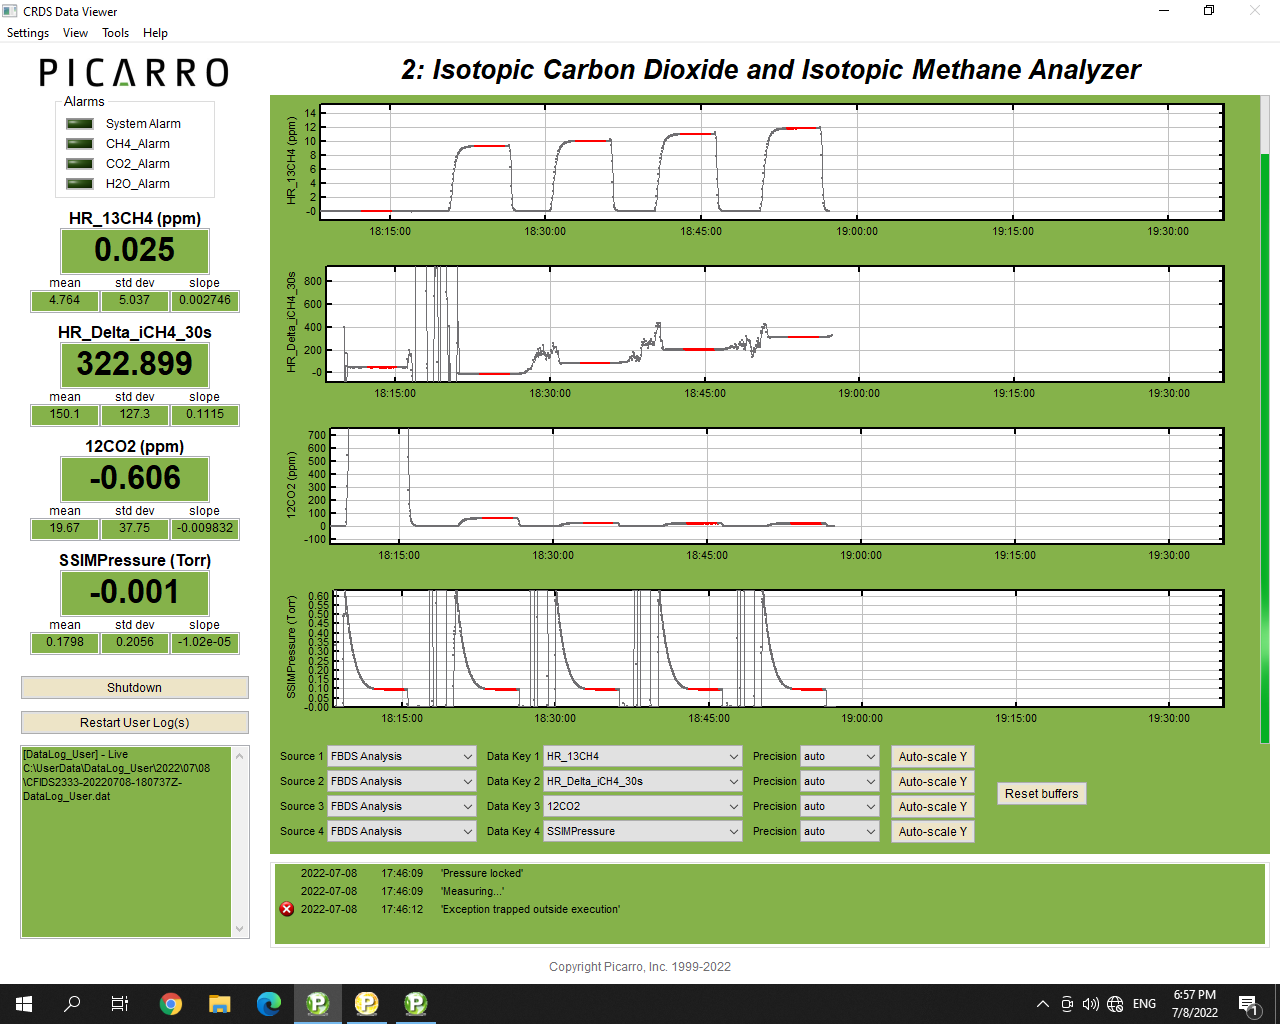 CRDS Data Viewer
Settings View Tools Help
PICARRO
2: Isotopic Carbon Dioxide and Isotopic Methane Analyzer
Alarms
System Alarm
CH4_Alarm
CO2_Alarm
H2O_Alarm
HR_13CH4 (ppm)
0.025
mean std dev slope
4.764 5.037 0.002746
HR_Delta_iCH4_30s
322.899
mean std dev slope
150.1 127.3 0.1115
12CO2 (ppm)
-0.606
mean std dev slope
19.67 37.75 -0.009832
SSIMPressure (Torr)
-0.001
mean std dev slope
0.1798 0.2056 -1.02e-05
Shutdown
Restart User Log(s)
[DataLog_User] - Live
C:\UserData\DataLog_User\2022\07\08
\CFIDS2333-20220708-180737Z-
DataLog_User.dat
HR_13CH4 (ppm)
14
12
10
8
6
4
2
-0
18:15:00 18:30:00 18:45:00 19:00:00 19:15:00 19:30:00
HR_Delta_iCH4_30s
800
600
400
200
-0
18:15:00 18:30:00 18:45:00 19:00:00 19:15:00 19:30:00
12CO2 (ppm)
700
600
500
400
300
200
100
0
-100
18:15:00 18:30:00 18:45:00 19:00:00 19:15:00 19:30:00
SSIMPressure (Torr)
0.60
0.55
0.50
0.45
0.40
0.35
0.30
0.25
0.20
0.15
0.10
0.05
-0.00
18:15:00 18:30:00 18:45:00 19:00:00 19:15:00 19:30:00
Source 1 FBDS Analysis Data Key 1 HR_13CH4 Precision auto Auto-scale Y
Source 2 FBDS Analysis Data Key 2 HR_Delta_iCH4_30s Precision auto Auto-scale Y
Source 3 FBDS Analysis Data Key 3 12CO2 Precision auto Auto-scale Y
Source 4 FBDS Analysis Data Key 4 SSIMPressure Precision auto Auto-scale Y
Reset buffers
2022-07-08 17:46:09 'Pressure locked'
2022-07-08 17:46:09 'Measuring...'
2022-07-08 17:46:12 'Exception trapped outside execution'
Copyright Picarro, Inc. 1999-2022
ENG
6:57 PM
7/8/2022
1